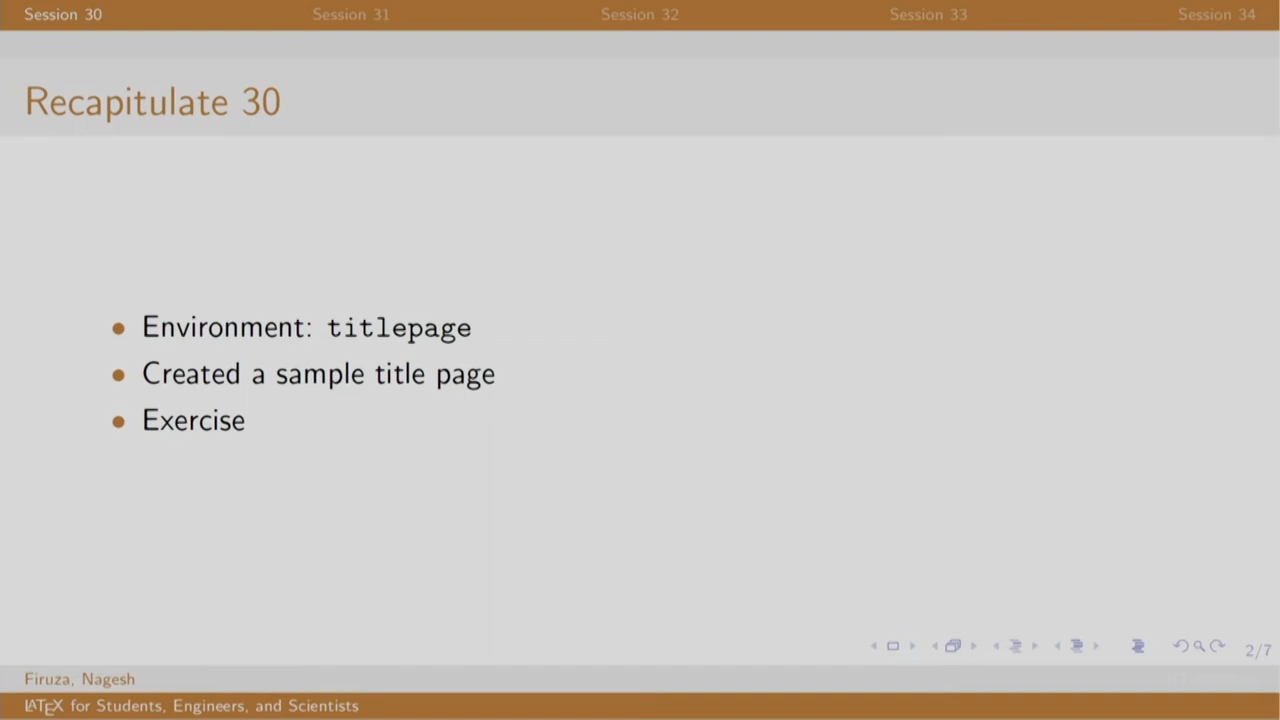 Session 30 Session 31 Session 32 Session 33 Session 34
Recapitulate 30
• Environment: titlepage
• Created a sample title page
• Exercise
2/7
Firuza, Nagesh
LATEX for Students, Engineers, and Scientists